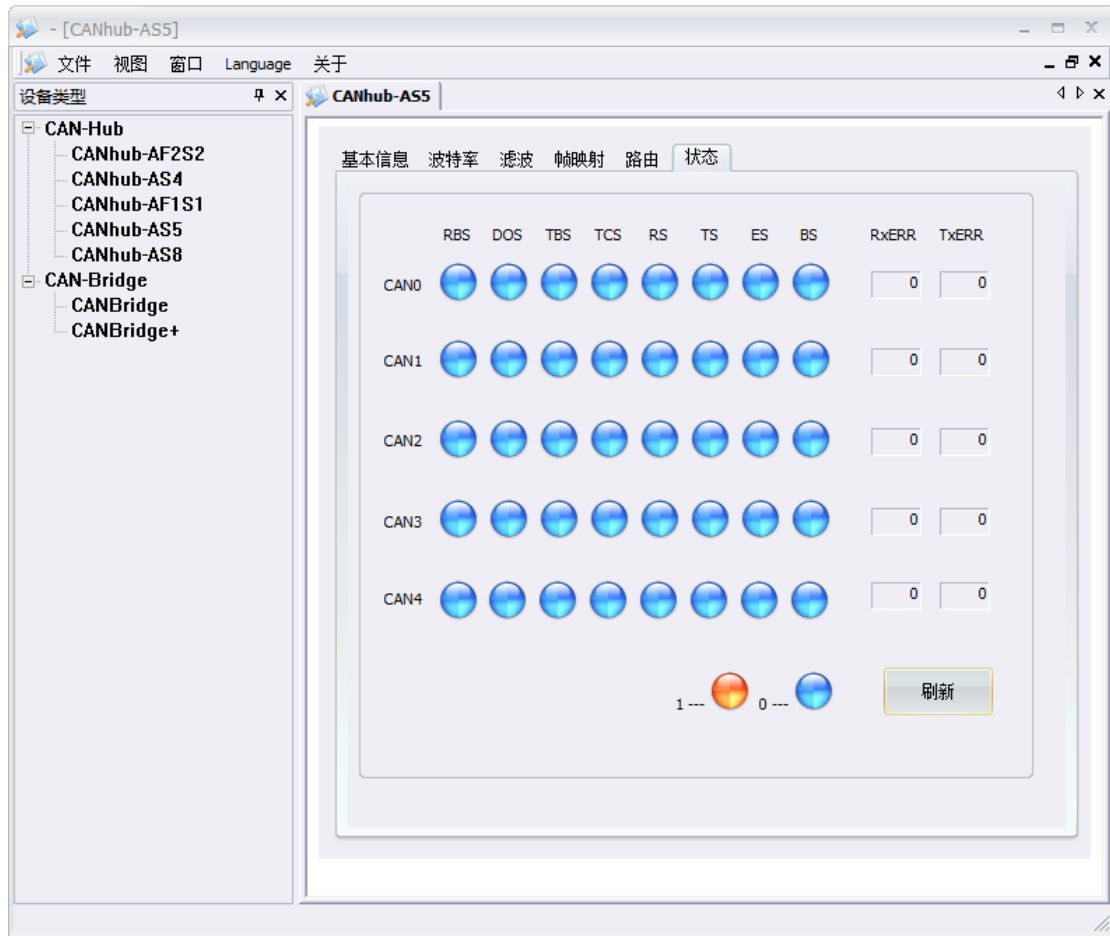 - [CANhub-AS5]
文件 视图 窗口 Language 关于
设备类型
CANhub-AS5
CAN-Hub
CANhub-AF2S2
CANhub-AS4
CANhub-AF1S1
CANhub-AS5
CANhub-AS8
CAN-Bridge
CANBridge
CANBridge+
基本信息 波特率 滤波 帧映射 路由 状态
RBS DOS TBS TCS RS TS ES BS RxERR TxERR
CAN0 0 0
CAN1 0 0
CAN2 0 0
CAN3 0 0
CAN4 0 0
1 --- 0 --- 刷新